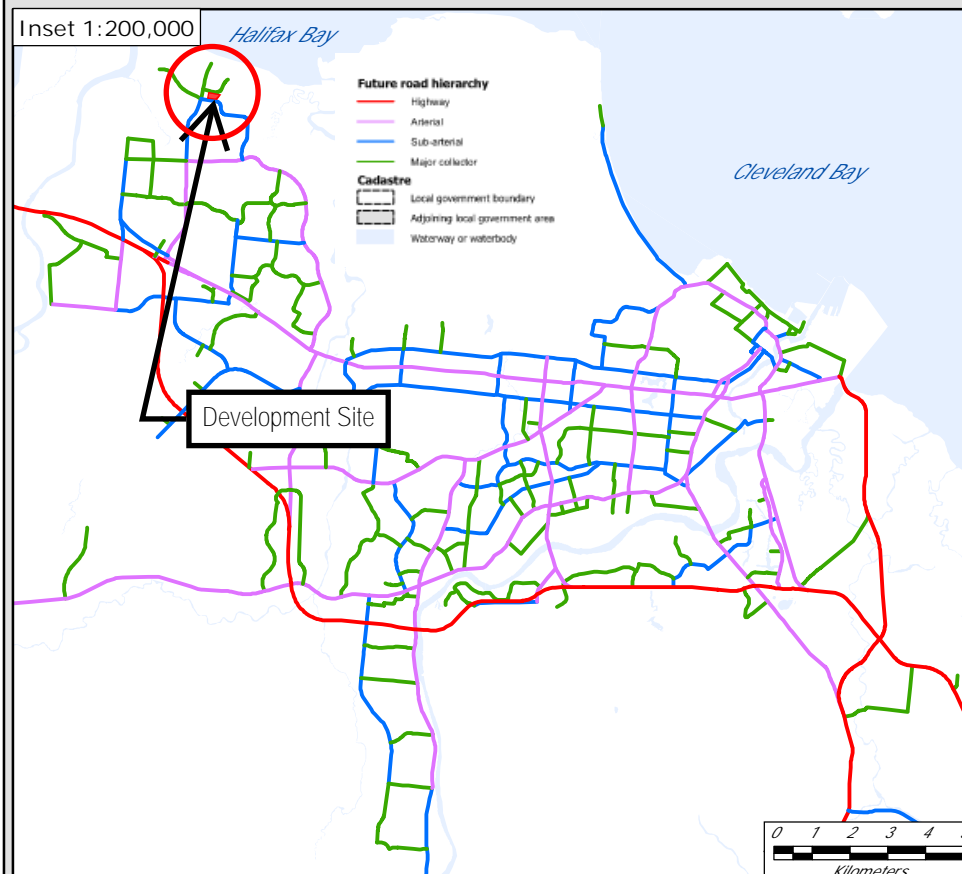 Inset 1:200,000
Halifax Bay
Future road hierarchy
Highway
Arterial
Sub-arterial
Major collector
Cadastre
Local government boundary
Adjoining local government area
Waterway or waterbody
Cleveland Bay
Development Site
0 1 2 3 4
Kilometers